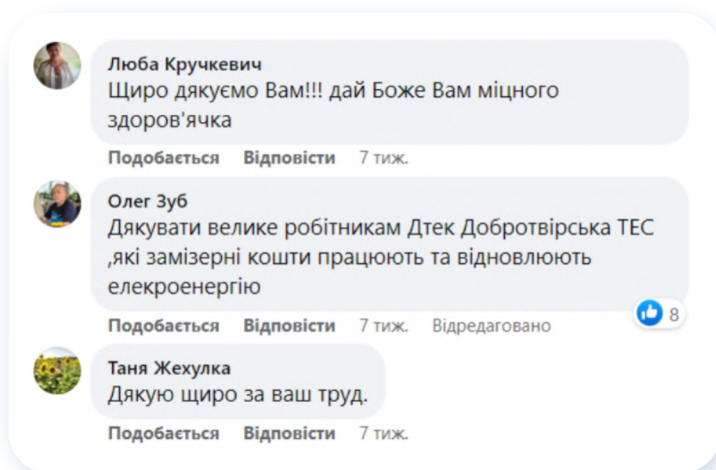 Люба Кручкевич
Щиро дякуємо Вам!!! дай Боже Вам міцного
здоров'ячка
Подобається Відповісти 7 тиж.
Олег Зуб
Дякувати велике робітникам Дтек Добротвірська ТЕС
,які замізерні кошти працюють та відновлюють
елекроенергію
8
Подобається Відповісти 7 тиж. Відредаговано
Таня Жехулка
Дякую щиро за ваш труд.
Подобається Відповісти 7 тиж.